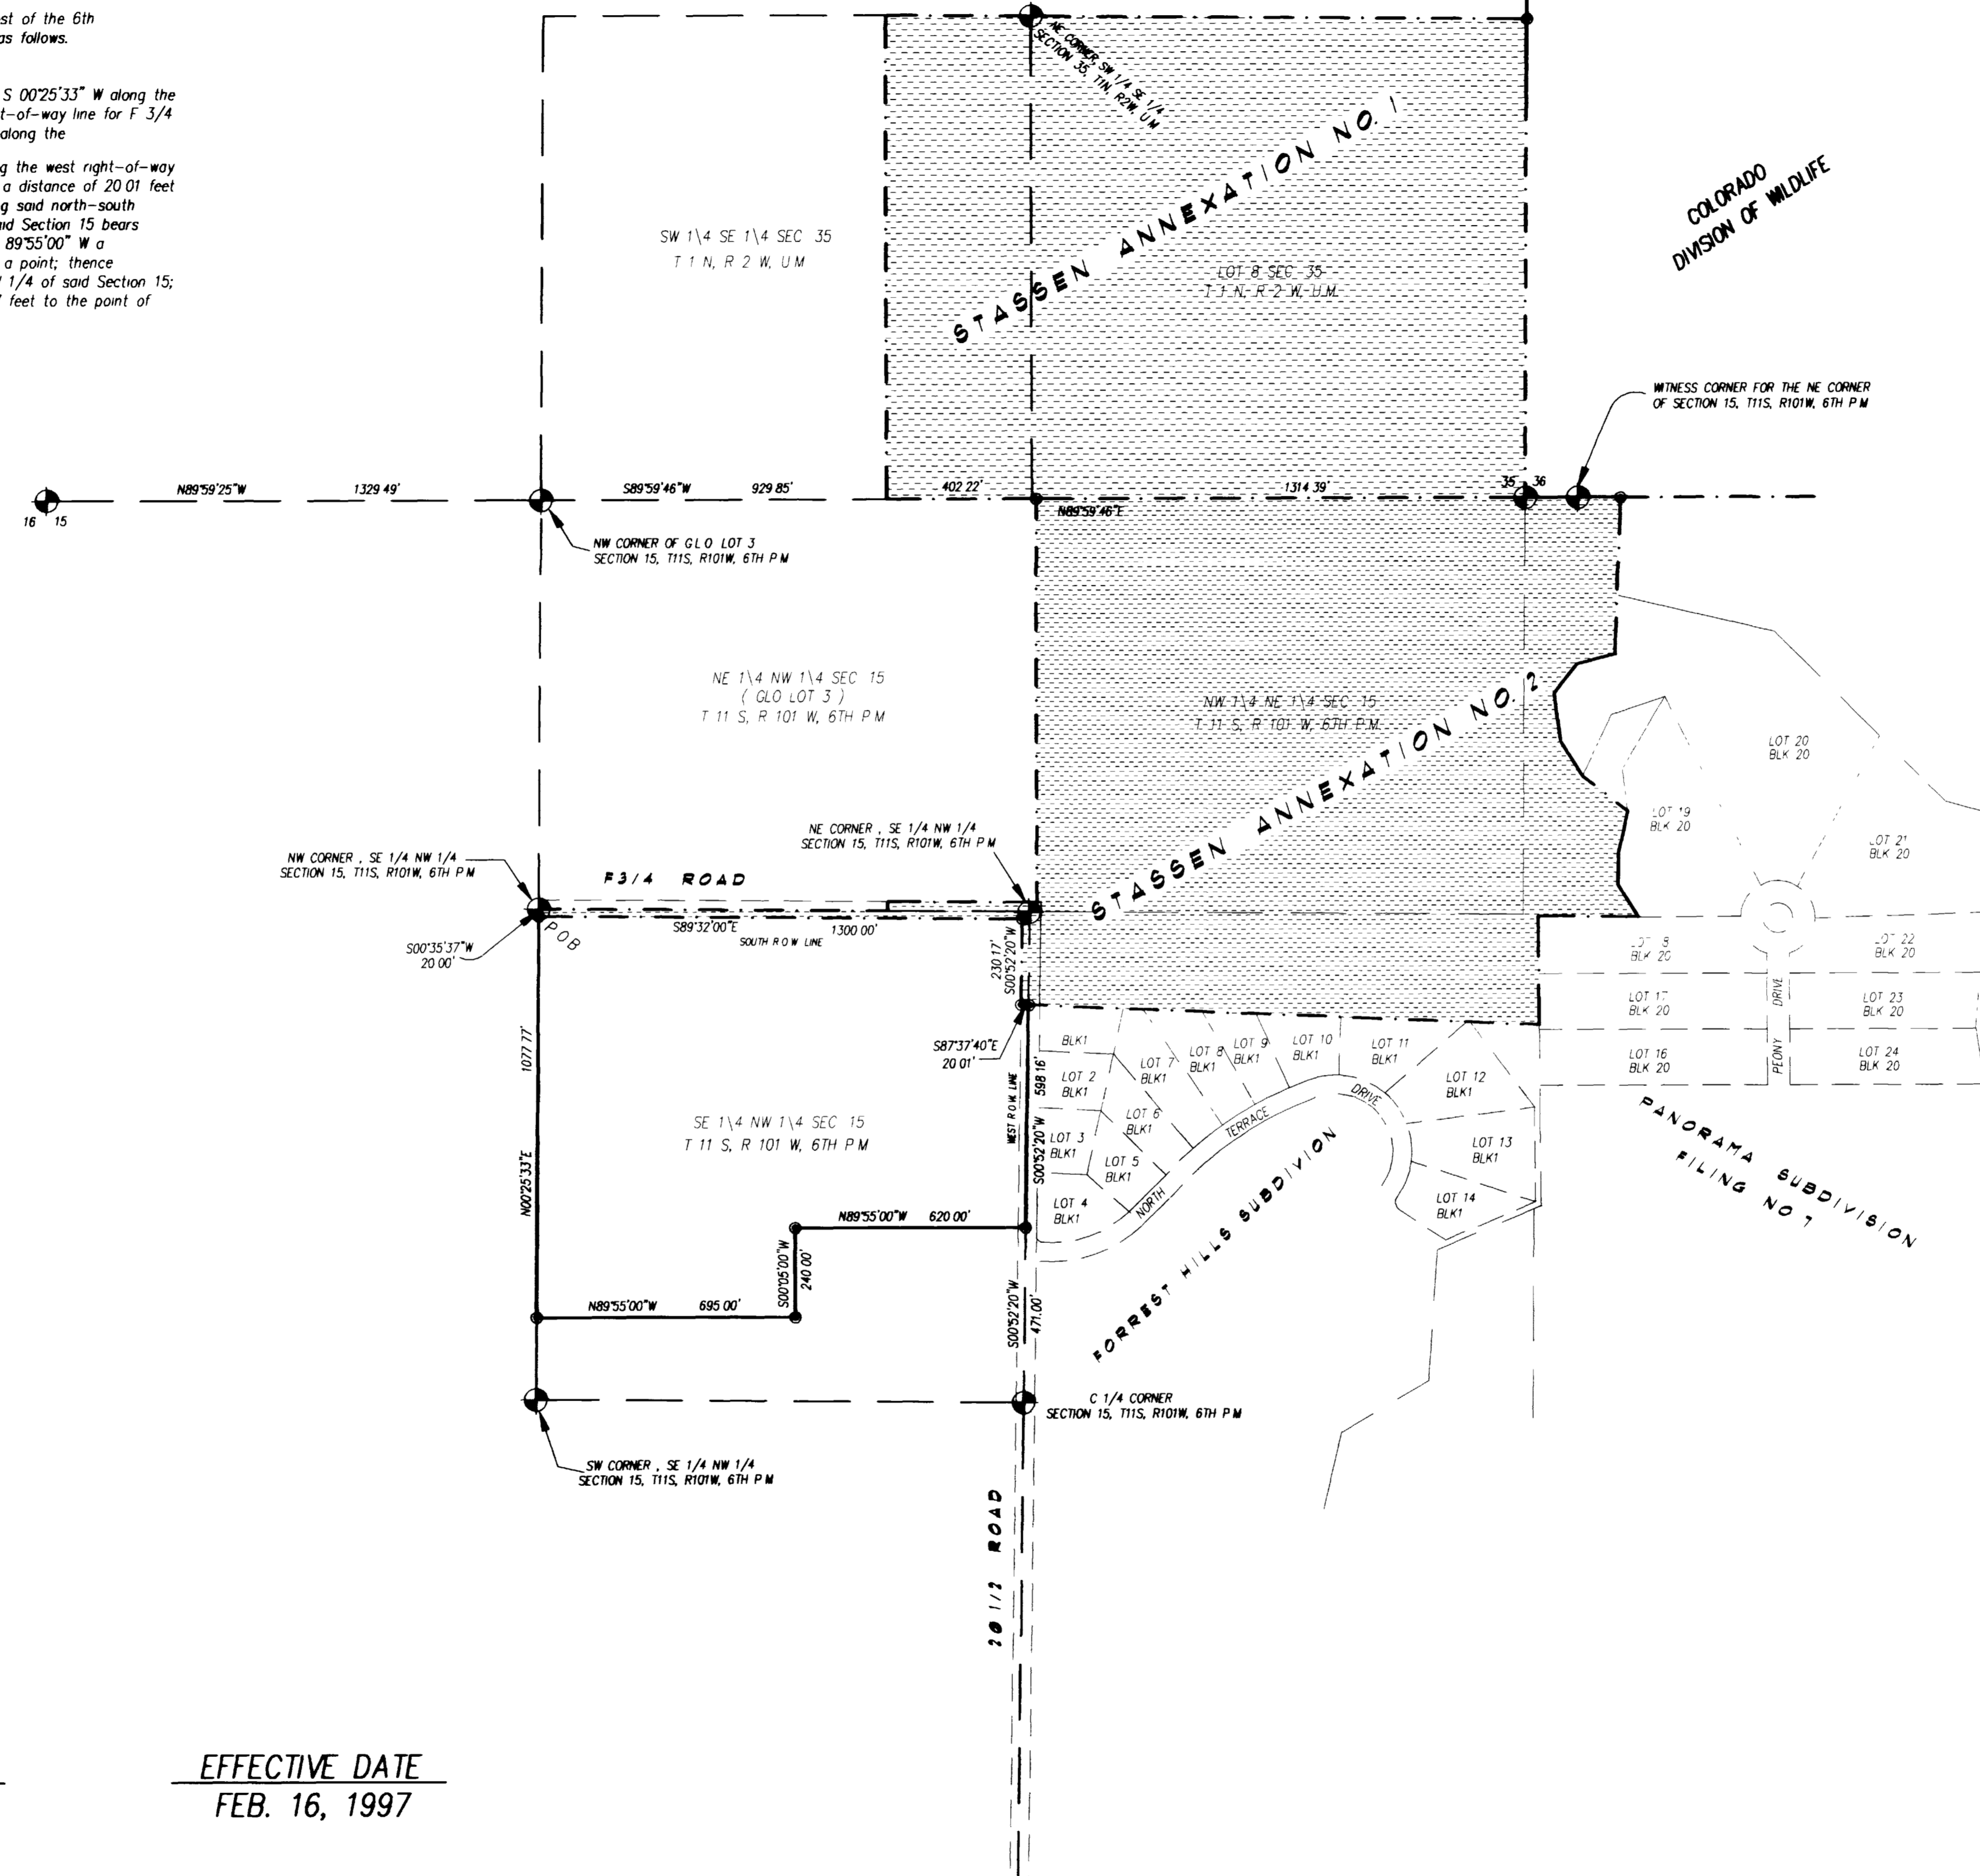 st of the 6th
as follows.
S 00°25'33" W along the
t-of-way line for F 3/4
along the
g the west right-of-way
a distance of 20 01 feet
g said north-south
id Section 15 bears
89°55'00" W a
a point; thence
1/4 of said Section 15;
feet to the point of
NE CORNER, SW 1/4 SE 1/4
SECTION 35, T1N, R2W, UM
STASSEN ANNEXATION NO. 1
COLORADO
DIVISION OF WILDLIFE
SW 1\4 SE 1\4 SEC 35
T 1 N, R 2 W, U M
LOT 8 SEC 35
T 1 N, R 2 W, U.M.
WITNESS CORNER FOR THE NE CORNER
OF SECTION 15, T11S, R101W, 6TH P M
N89°59'25"W 1329 49'
S89°59'46"W 929 85'
402 22'
1314 39'
35 36
16 15
N89°59'46"E
NW CORNER OF G L O LOT 3
SECTION 15, T11S, R101W, 6TH P M
NE 1\4 NW 1\4 SEC 15
( GLO LOT 3 )
T 11 S, R 101 W, 6TH P M
NW 1\4 NE 1\4 SEC 15
T 11 S, R 101 W, 6TH P.M.
STASSEN ANNEXATION NO. 2
LOT 20
BLK 20
LOT 19
BLK 20
LOT 21
BLK 20
NE CORNER , SE 1/4 NW 1/4
SECTION 15, T11S, R101W, 6TH P M
NW CORNER , SE 1/4 NW 1/4
SECTION 15, T11S, R101W, 6TH P M
F 3/4 ROAD
POB
S89°32'00"E 1300 00'
SOUTH R O W LINE
S00°35'37"W
20 00'
230 17'
S00°52'20"W
BLK 20
LOT 22
BLK 20
LOT 17
BLK 20
LOT 23
BLK 20
LOT 16
BLK 20
LOT 24
BLK 20
PEONY DRIVE
S87°37'40"E
20 01'
1077 77'
N00°25'33"E
WEST R O W LINE
598 16'
S00°52'20"W
BLK1
LOT 2
BLK1
LOT 3
BLK1
LOT 4
BLK1
LOT 5
BLK1
LOT 6
BLK1
LOT 7
BLK1
LOT 8
BLK1
LOT 9
BLK1
LOT 10
BLK1
LOT 11
BLK1
LOT 12
BLK1
LOT 13
BLK1
LOT 14
BLK1
NORTH TERRACE DRIVE
FORREST HILLS SUBDIVION
PANORAMA SUBDIVISION
FILING NO 7
SE 1\4 NW 1\4 SEC 15
T 11 S, R 101 W, 6TH P M
N89°55'00"W 620 00'
S00°05'00"W
240 00'
N89°55'00"W 695 00'
S00°52'20"W
471.00'
C 1/4 CORNER
SECTION 15, T11S, R101W, 6TH P M
SW CORNER , SE 1/4 NW 1/4
SECTION 15, T11S, R101W, 6TH P M
20 1/2 ROAD
EFFECTIVE DATE
FEB. 16, 1997